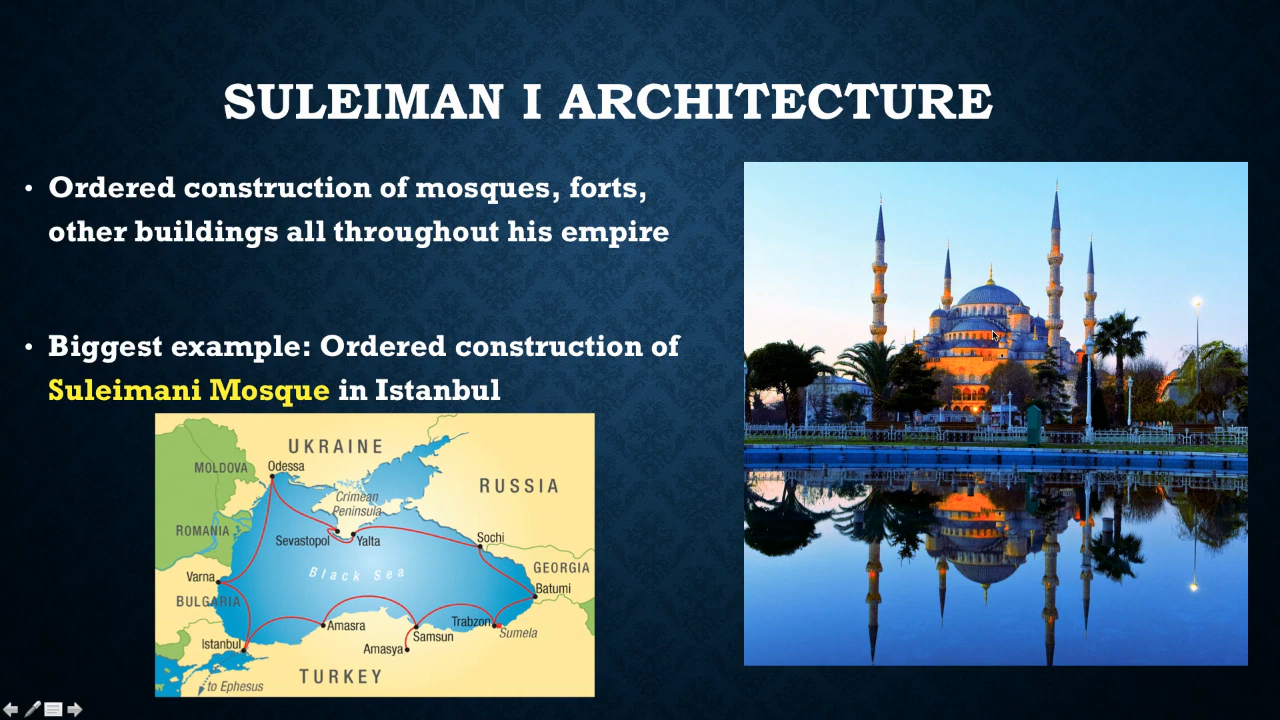 SULEIMAN I ARCHITECTURE
• Ordered construction of mosques, forts,
other buildings all throughout his empire
• Biggest example: Ordered construction of
Suleimani Mosque in Istanbul
UKRAINE
MOLDOVA
Odessa
RUSSIA
Crimean
Peninsula
ROMANIA
Sevastopol
Yalta
Sochi
Black Sea
GEORGIA
Varna
Batumi
BULGARIA
Amasra
Trabzon
Samsun
Sumela
Istanbul
Amasya
TURKEY
to Ephesus